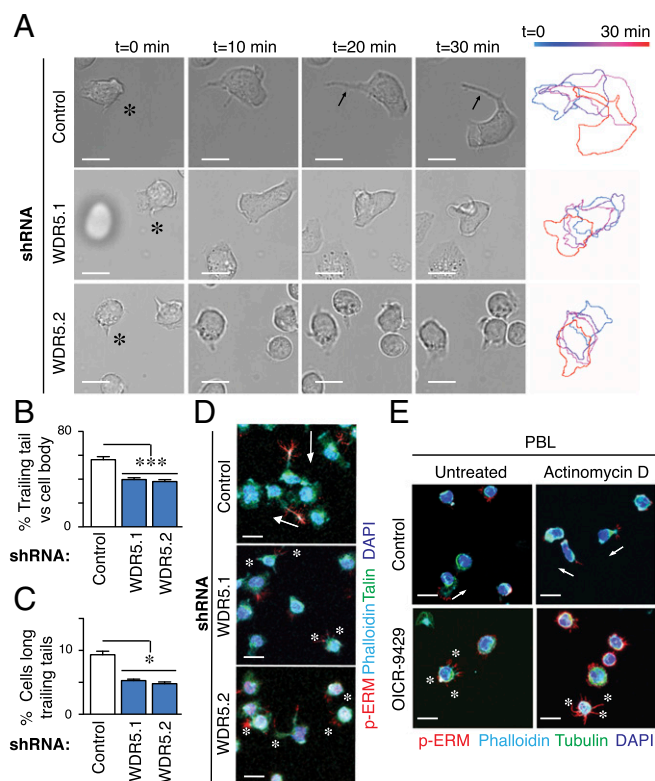 A
t=0 min t=10 min t=20 min t=30 min t=0 30 min
shRNA
Control
*
WDR5.1
*
WDR5.2
*
B
% Trailing tail vs cell body
80
0
***
shRNA: Control WDR5.1 WDR5.2
C
% Cells long trailing tails
10
0
*
shRNA: Control WDR5.1 WDR5.2
D
shRNA
Control
WDR5.1
* * * *
WDR5.2
* * * *
p-ERM Phalloidin Talin DAPI
E
PBL
Untreated Actinomycin D
Control
OICR-9429
* * * * * *
p-ERM Phalloidin Tubulin DAPI